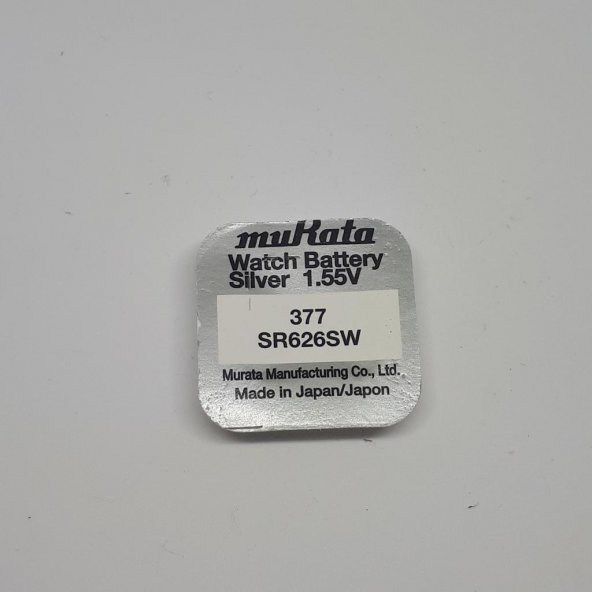 muRata
Watch Battery
Silver 1.55V
377
SR626SW
Murata Manufacturing Co., Ltd.
Made in Japan/Japon